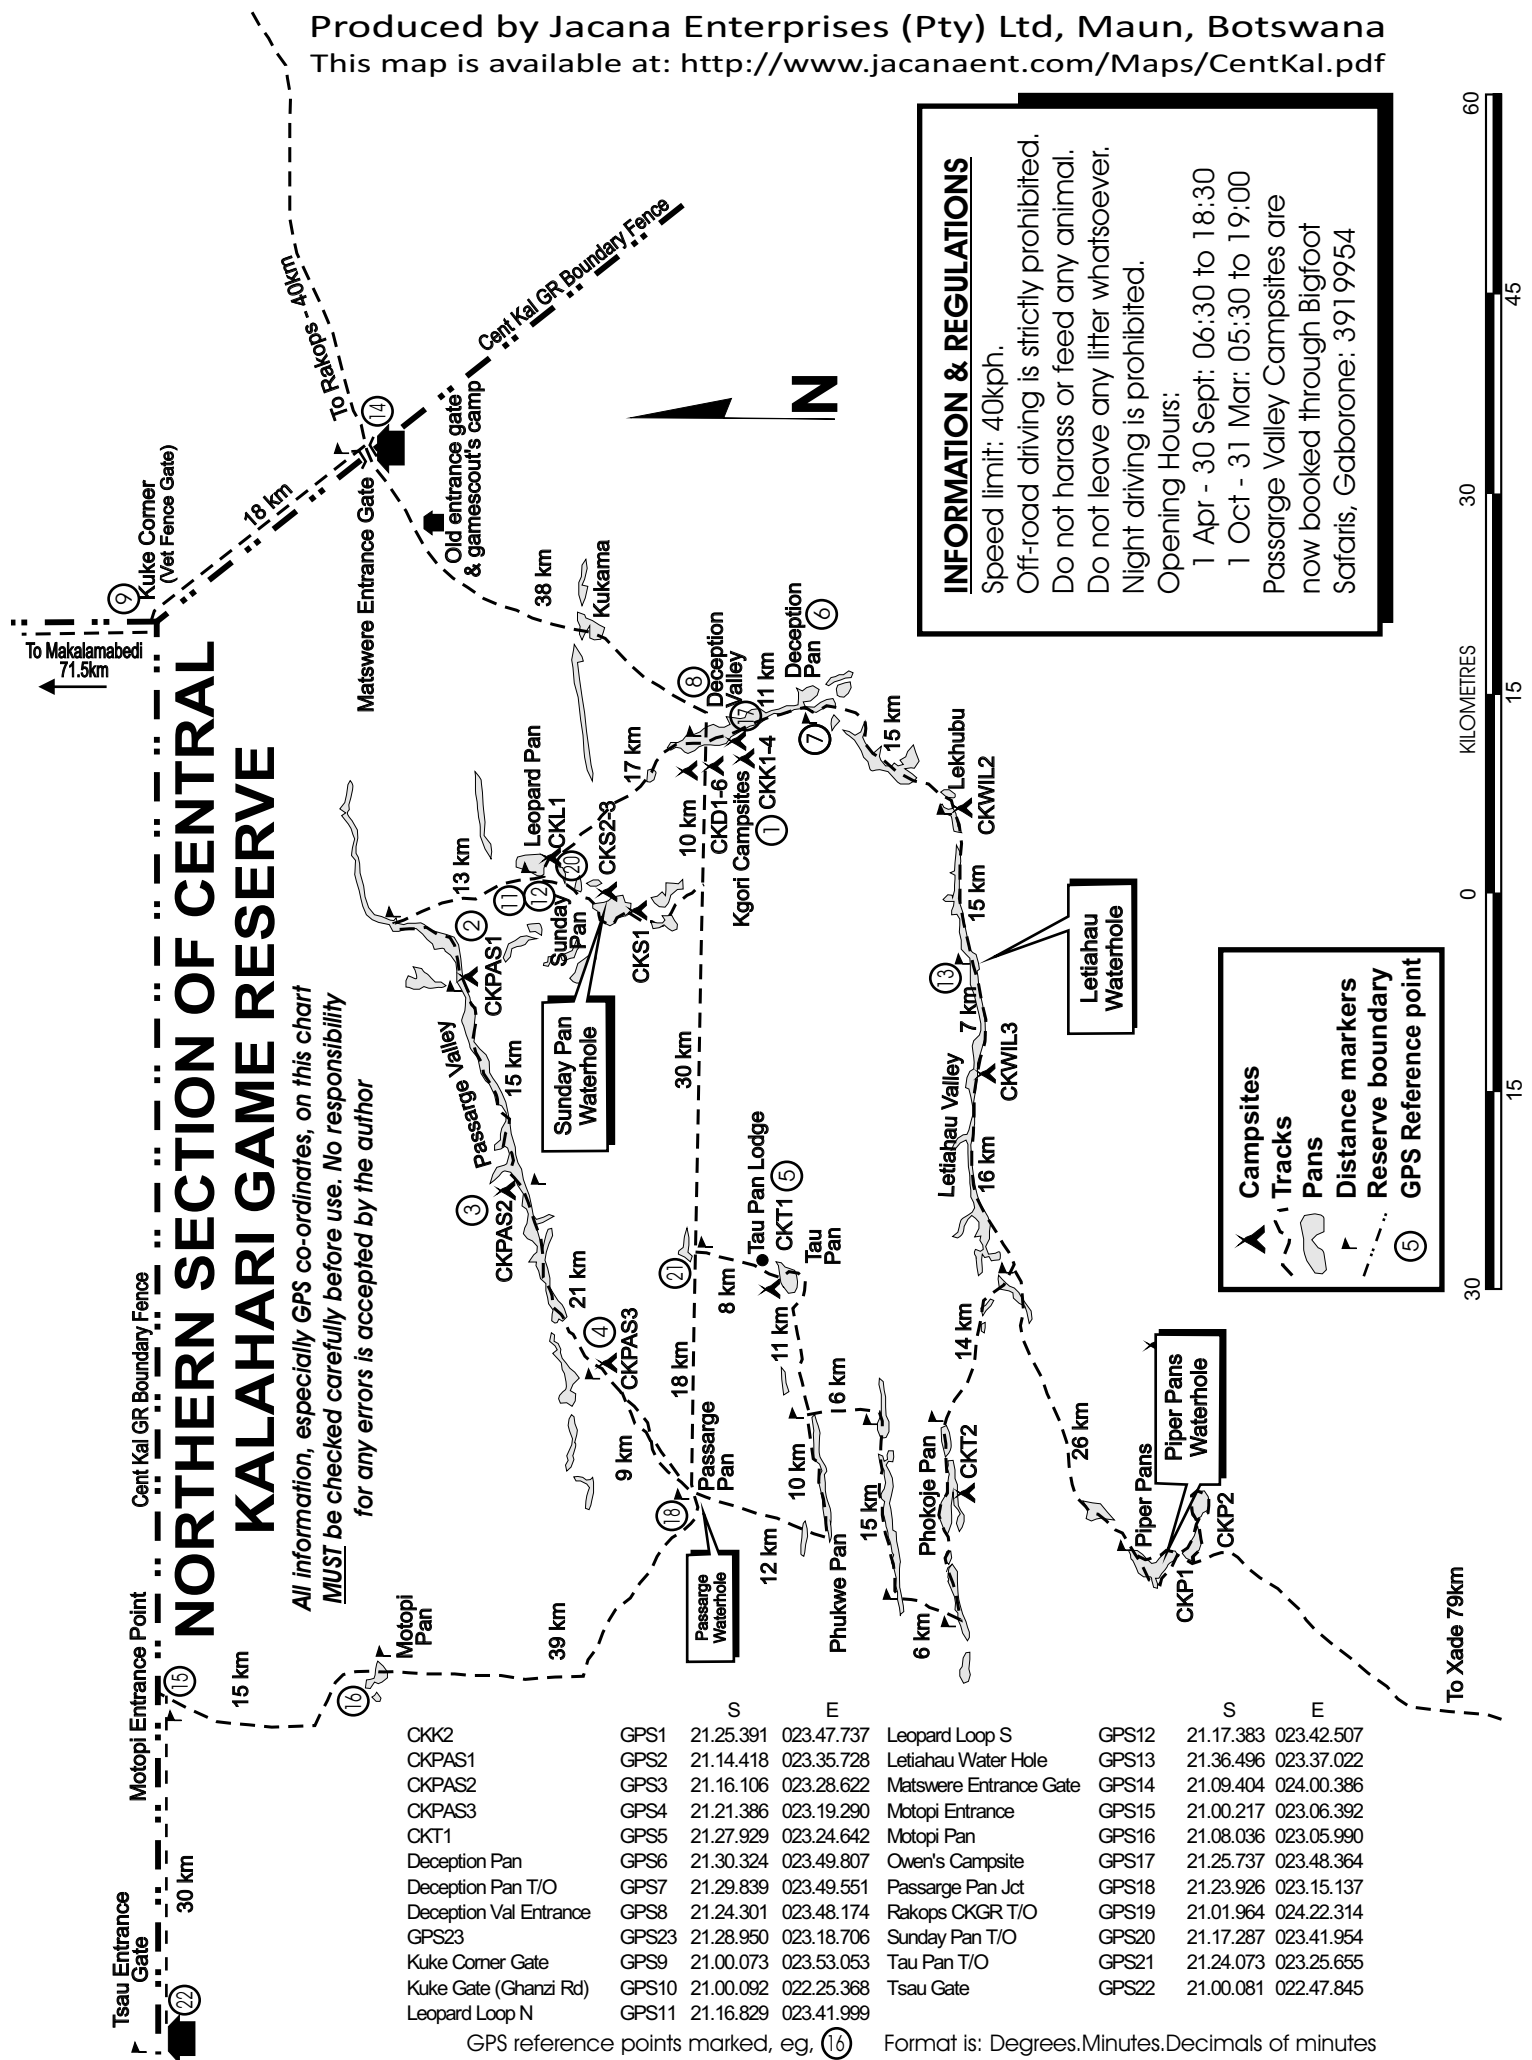 Produced by Jacana Enterprises (Pty) Ltd, Maun, Botswana
This map is available at: http://www.jacanaent.com/Maps/CentKal.pdf
NORTHERN SECTION OF CENTRAL
KALAHARI GAME RESERVE
All information, especially GPS co-ordinates, on this chart
MUST be checked carefully before use. No responsibility
for any errors is accepted by the author
Tsau Entrance
Gate
22
30 km
Motopi Entrance Point
15
Cent Kal GR Boundary Fence
15 km
16
Motopi
Pan
39 km
To Makalamabedi
71.5km
9
Kuke Corner
(Vet Fence Gate)
18 km
To Rakops - 40km
14
Matswere Entrance Gate
Cent Kal GR Boundary Fence
Old entrance gate
& gamescout's camp
38 km
Kukama
N
13 km
2
CKPAS1
Passarge Valley
15 km
3
CKPAS2
21 km
4
CKPAS3
9 km
Leopard Pan
CKL1
11
12
20
Sunday
Pan
CKS2-3
CKS1
Sunday Pan
Waterhole
17 km
10 km
8
Deception
Valley
17
11 km
CKD1-6
Kgori Campsites
CKK1-4
1
Deception
Pan
6
7
15 km
Lekhubu
CKWIL2
15 km
Letiahau
Waterhole
13
7 km
CKWIL3
Letiahau Valley
16 km
30 km
21
18 km
8 km
Tau Pan Lodge
CKT1
5
Tau
Pan
11 km
18
Passarge
Pan
Passarge
Waterhole
12 km
Phukwe Pan
10 km
6 km
15 km
6 km
Phokoje Pan
CKT2
14 km
26 km
Piper Pans
Piper Pans
Waterhole
CKP1
CKP2
To Xade 79km
INFORMATION & REGULATIONS
Speed limit: 40kph.
Off-road driving is strictly prohibited.
Do not harass or feed any animal.
Do not leave any litter whatsoever.
Night driving is prohibited.
Opening Hours:
1 Apr - 30 Sept: 06:30 to 18:30
1 Oct - 31 Mar: 05:30 to 19:00
Passarge Valley Campsites are
now booked through Bigfoot
Safaris, Gaborone: 3919954
Campsites
Tracks
Pans
Distance markers
Reserve boundary
5 GPS Reference point
30 15 0 15 30 45 60
KILOMETRES
S E S E
CKK2 GPS1 21.25.391 023.47.737 Leopard Loop S GPS12 21.17.383 023.42.507
CKPAS1 GPS2 21.14.418 023.35.728 Letiahau Water Hole GPS13 21.36.496 023.37.022
CKPAS2 GPS3 21.16.106 023.28.622 Matswere Entrance Gate GPS14 21.09.404 024.00.386
CKPAS3 GPS4 21.21.386 023.19.290 Motopi Entrance GPS15 21.00.217 023.06.392
CKT1 GPS5 21.27.929 023.24.642 Motopi Pan GPS16 21.08.036 023.05.990
Deception Pan GPS6 21.30.324 023.49.807 Owen's Campsite GPS17 21.25.737 023.48.364
Deception Pan T/O GPS7 21.29.839 023.49.551 Passarge Pan Jct GPS18 21.23.926 023.15.137
Deception Val Entrance GPS8 21.24.301 023.48.174 Rakops CKGR T/O GPS19 21.01.964 024.22.314
GPS23 GPS23 21.28.950 023.18.706 Sunday Pan T/O GPS20 21.17.287 023.41.954
Kuke Corner Gate GPS9 21.00.073 023.53.053 Tau Pan T/O GPS21 21.24.073 023.25.655
Kuke Gate (Ghanzi Rd) GPS10 21.00.092 022.25.368 Tsau Gate GPS22 21.00.081 022.47.845
Leopard Loop N GPS11 21.16.829 023.41.999
GPS reference points marked, eg, 16 Format is: Degrees.Minutes.Decimals of minutes